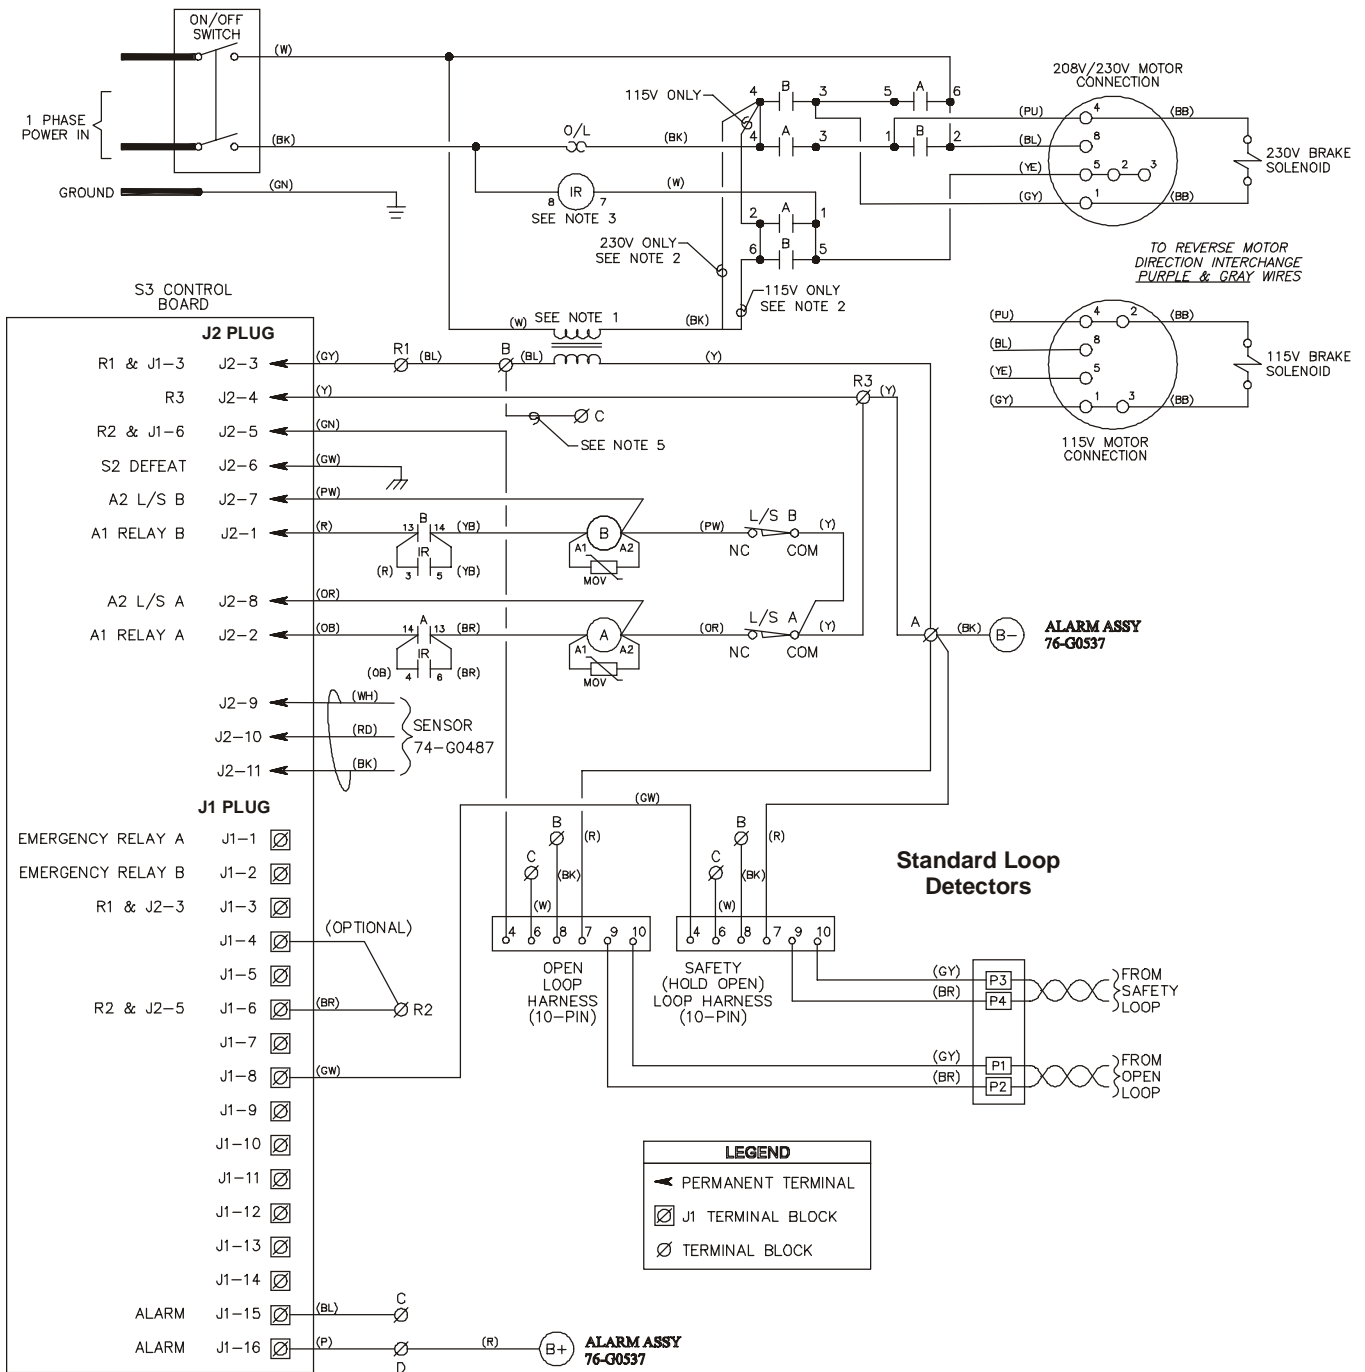 ON/OFF
SWITCH
(W)
1 PHASE
POWER IN
(BK)
O/L
(BK)
GROUND
(GN)
IR
8 7
SEE NOTE 3
(W)
115V ONLY
4 B 3 5 A 6
4 A 3 1 B 2
2 A 1
6 B 5
230V ONLY
SEE NOTE 2
115V ONLY
SEE NOTE 2
208V/230V MOTOR
CONNECTION
(PU) 4 (BB)
(BL) 8
(YE) 5 2 3
(GY) 1 (BB)
230V BRAKE
SOLENOID
TO REVERSE MOTOR
DIRECTION INTERCHANGE
PURPLE & GRAY WIRES
(PU) 4 2 (BB)
(BL) 8
(YE) 5
(GY) 1 3 (BB)
115V BRAKE
SOLENOID
115V MOTOR
CONNECTION
S3 CONTROL
BOARD
(W) SEE NOTE 1 (BK)
J2 PLUG
R1 & J1-3 J2-3 (GY) R1 (BL) B (BL) (Y)
R3 J2-4 (Y) R3 (Y)
C
SEE NOTE 5
R2 & J1-6 J2-5 (GN)
S2 DEFEAT J2-6 (GW)
A2 L/S B J2-7 (PW)
A1 RELAY B J2-1 (R) 13 B 14 (YB) B (PW) L/S B (Y)
A1 A2
NC COM
IR
(R) 3 5 (YB)
MOV
A2 L/S A J2-8 (OR)
A1 RELAY A J2-2 (OB) 14 A 13 (BR) A (OR) L/S A (Y)
A1 A2
NC COM
IR
(OB) 4 6 (BR)
MOV
A (BK) B-
ALARM ASSY
76-G0537
J2-9 (WH)
J2-10 (RD)
J2-11 (BK)
SENSOR
74-G0487
J1 PLUG
(GW)
EMERGENCY RELAY A J1-1
EMERGENCY RELAY B J1-2
R1 & J2-3 J1-3
J1-4 (OPTIONAL)
J1-5
R2 & J2-5 J1-6 (BR) R2
J1-7
J1-8 (GW)
J1-9
J1-10
J1-11
J1-12
J1-13
J1-14
ALARM J1-15 (BL) C
ALARM J1-16 (P) D (R) B+
ALARM ASSY
76-G0537
B (R)
C (BK)
(W)
4 6 8 7 9 10
OPEN
LOOP
HARNESS
(10-PIN)
B (R)
C (BK)
(W)
4 6 8 7 9 10
SAFETY
(HOLD OPEN)
LOOP HARNESS
(10-PIN)
Standard Loop
Detectors
(GY) P3
(BR) P4
FROM
SAFETY
LOOP
(GY) P1
(BR) P2
FROM
OPEN
LOOP
LEGEND
PERMANENT TERMINAL
J1 TERMINAL BLOCK
TERMINAL BLOCK